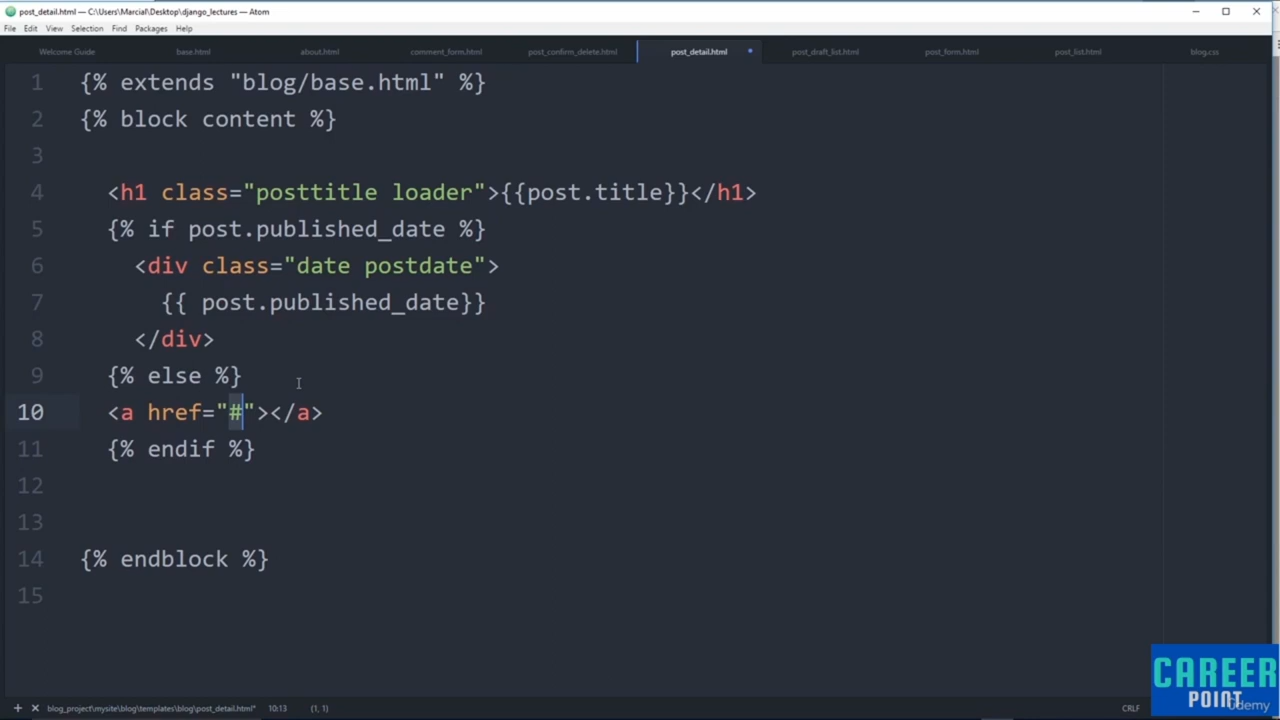 post_detail.html — C:\Users\Marcial\Desktop\django_lectures — Atom
File Edit View Selection Find Packages Help
Welcome Guide base.html about.html comment_form.html post_confirm_delete.html post_detail.html post_draft_list.html post_form.html post_list.html blog.css
1 {% extends "blog/base.html" %}
2 {% block content %}
3
4 <h1 class="posttitle loader">{{post.title}}</h1>
5 {% if post.published_date %}
6 <div class="date postdate">
7 {{ post.published_date}}
8 </div>
9 {% else %}
10 <a href="#"></a>
11 {% endif %}
12
13
14 {% endblock %}
15
CAREER
POINT
Udemy
blog_project\mysite\blog\templates\blog\post_detail.html* 10:13 (1, 1) CRLF